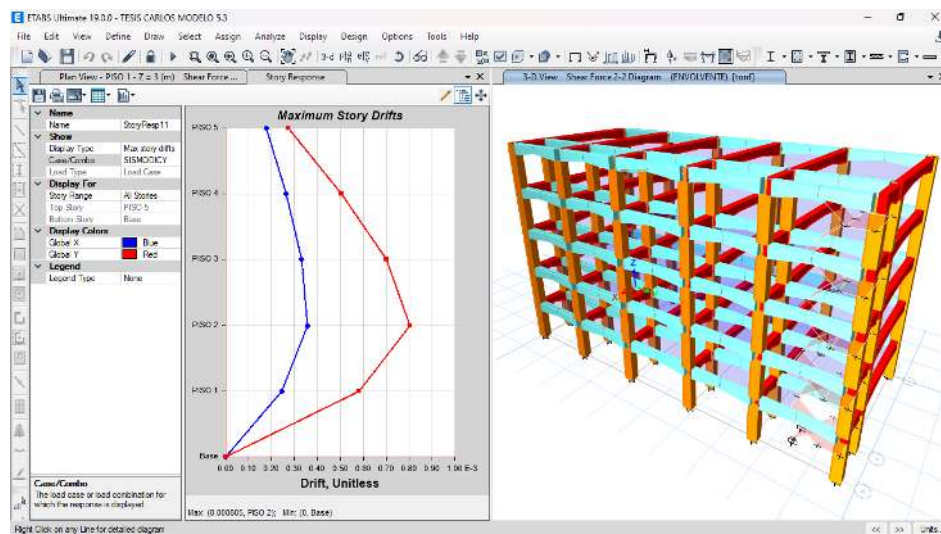 ETABS Ultimate 19.0.0 - TESIS CARLOS MODELO 5.3
File Edit View Define Draw Select Assign Analyze Display Design Options Tools Help
Plan View - PISO 1 - Z = 3 (m) Shear Force ...
Story Response
3-D View Shear Force 2-2 Diagram (ENVOLVENTE) [tonf]
Name
Name StoryResp11
Show
Display Type Max story drifts
Case/Combo SISMODICY
Load Type Load Case
Display For
Story Range All Stories
Top Story PISO 5
Bottom Story Base
Display Colors
Global X Blue
Global Y Red
Legend
Legend Type None
Case/Combo
The load case or load combination for
which the response is displayed.
Maximum Story Drifts
PISO 5
PISO 4
PISO 3
PISO 2
PISO 1
Base
0.00 0.10 0.20 0.30 0.40 0.50 0.60 0.70 0.80 0.90 1.00 E-3
Drift, Unitless
Max: (0.000805, PISO 2); Min: (0, Base)
Z
X
Right Click on any Line for detailed diagram
<< >> Units...